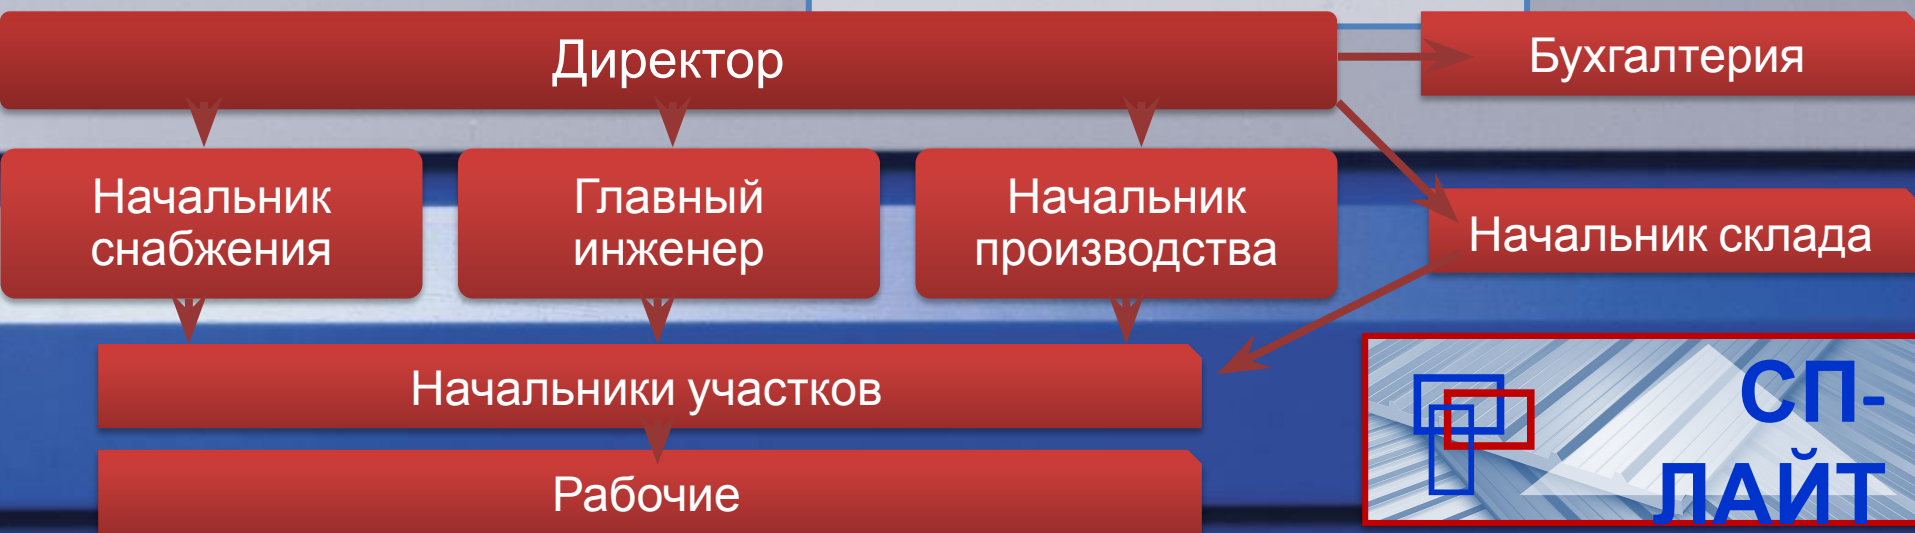 Директор
Бухгалтерия
Начальник
снабжения
Главный
инженер
Начальник
производства
Начальник склада
Начальники участков
Рабочие
СП-
ЛАЙТ